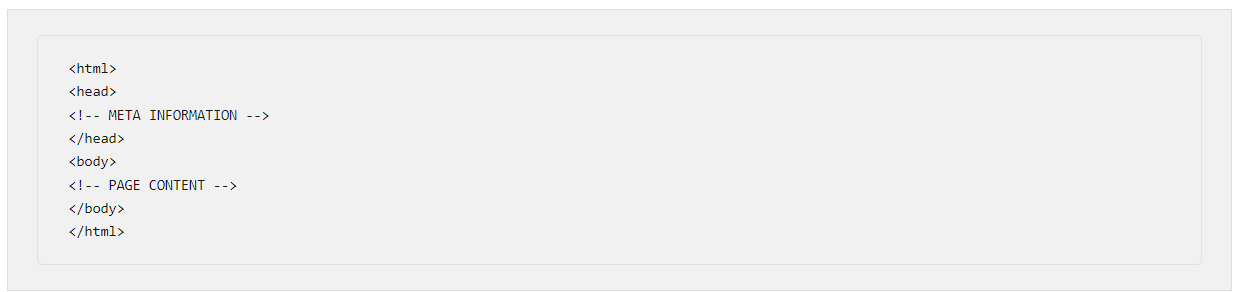 <html>
<head>
<!-- META INFORMATION -->
</head>
<body>
<!-- PAGE CONTENT -->
</body>
</html>